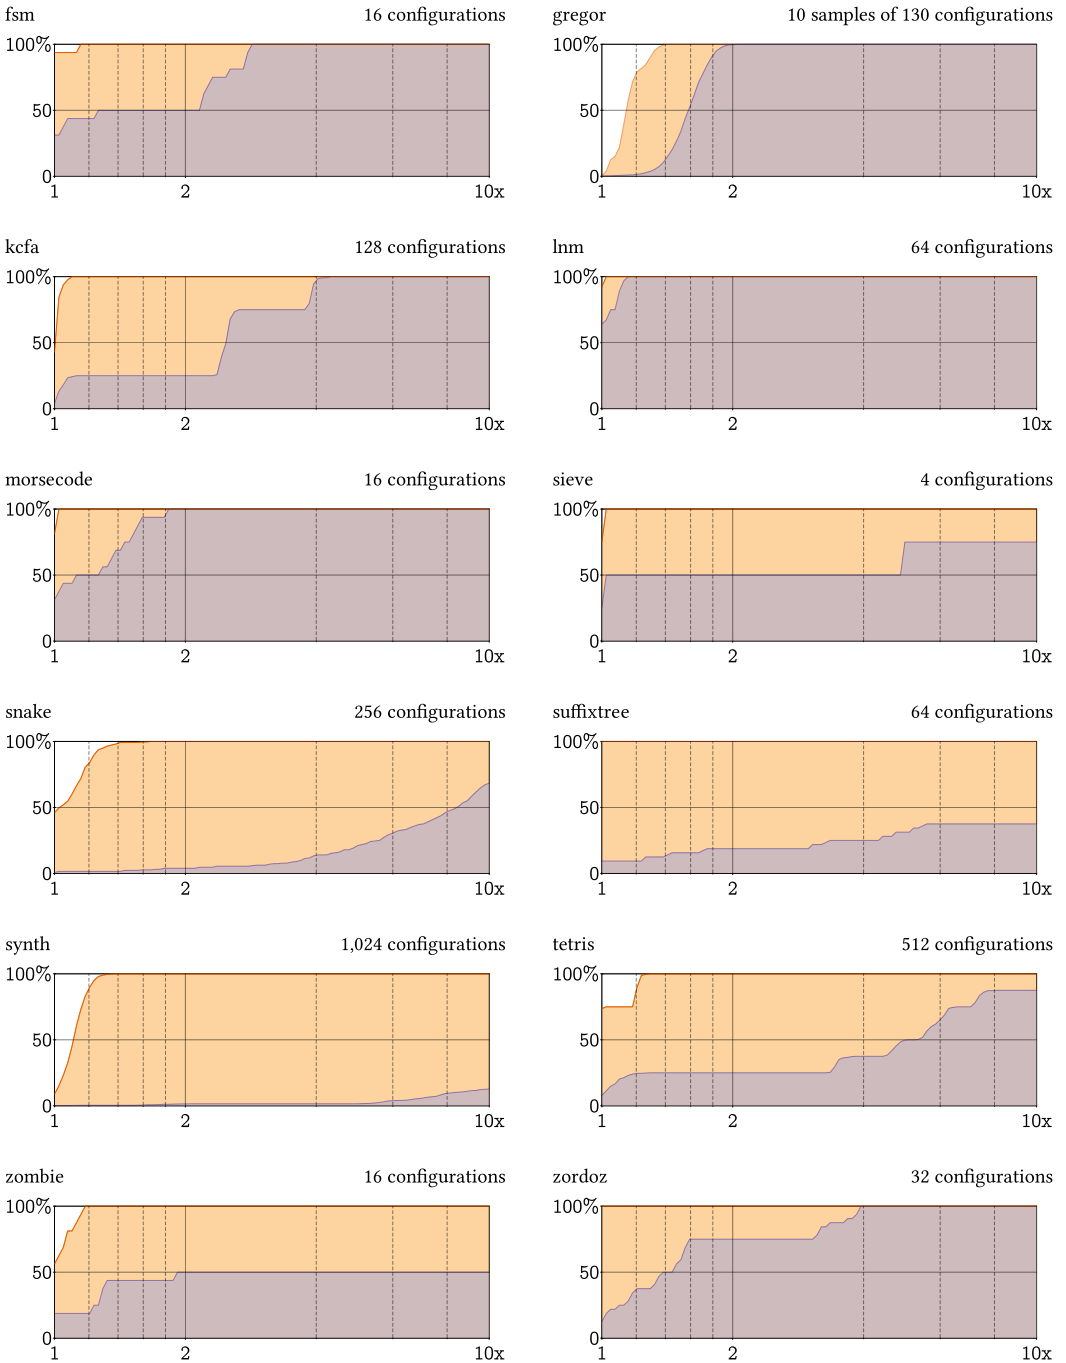 fsm 16 configurations gregor 10 samples of 130 configurations
100% 100%
50 50
0 0
1 2 10x 1 2 10x
kcfa 128 configurations lnm 64 configurations
100% 100%
50 50
0 0
1 2 10x 1 2 10x
morsecode 16 configurations sieve 4 configurations
100% 100%
50 50
0 0
1 2 10x 1 2 10x
snake 256 configurations suffixtree 64 configurations
100% 100%
50 50
0 0
1 2 10x 1 2 10x
synth 1,024 configurations tetris 512 configurations
100% 100%
50 50
0 0
1 2 10x 1 2 10x
zombie 16 configurations zordoz 32 configurations
100% 100%
50 50
0 0
1 2 10x 1 2 10x